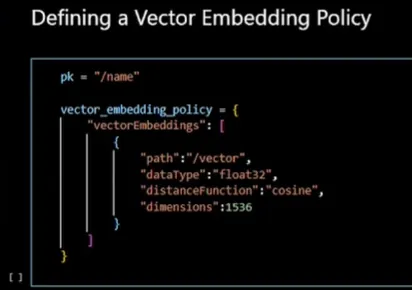 Defining a Vector Embedding Policy
pk = "/name"
vector_embedding_policy = {
"vectorEmbeddings": [
{
"path":"/vector",
"dataType":"float32",
"distanceFunction":"cosine",
"dimensions":1536
}
]
}
[ ]